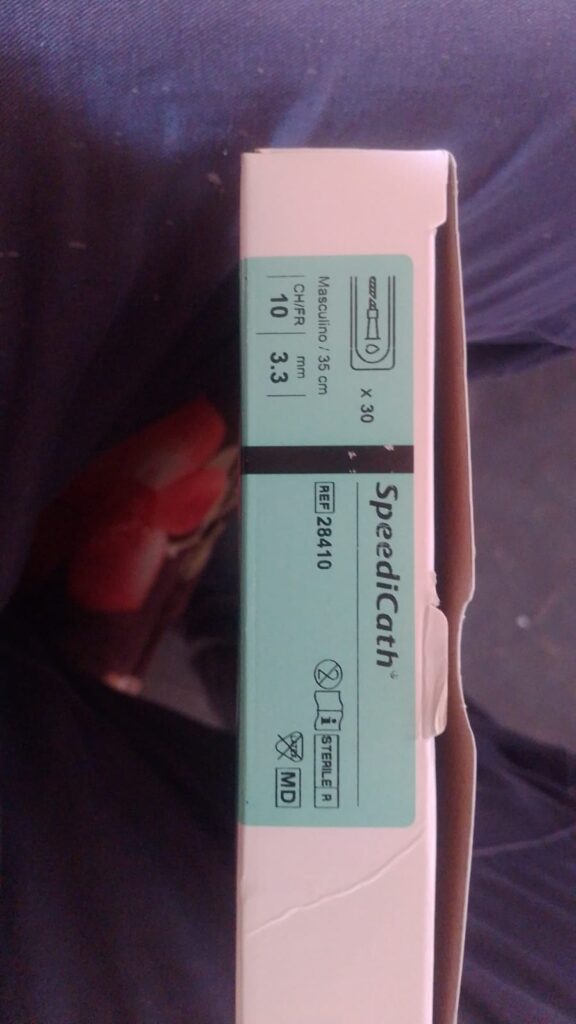 x 30
Masculino / 35 cm
CH/FR mm
10 3.3
SpeediCath
REF 28410
STERILE R
MD